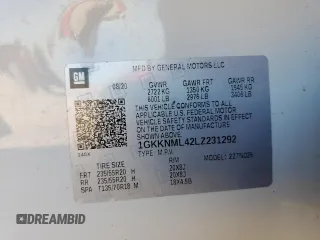 GM
MFD BY GENERAL MOTORS LLC
08/20 GVWR GAWR FRT GAWR RR
2722 KG 1350 KG 1545 KG
6001 LB 2976 LB 3406 LB
THIS VEHICLE CONFORMS TO ALL
APPLICABLE U.S. FEDERAL MOTOR
VEHICLE SAFETY STANDARDS IN
EFFECT ON THE DATE OF
MANUFACTURE SHOWN ABOVE.
1GKKNML42LZ231292
TYPE: M.P.V.
TIRE SIZE RIM
FRT 235/55R20 H 20X8J
RR 235/55R20 H 20X8J
SPA T135/70R18 M 18X4.5B
© DIASBID.COM